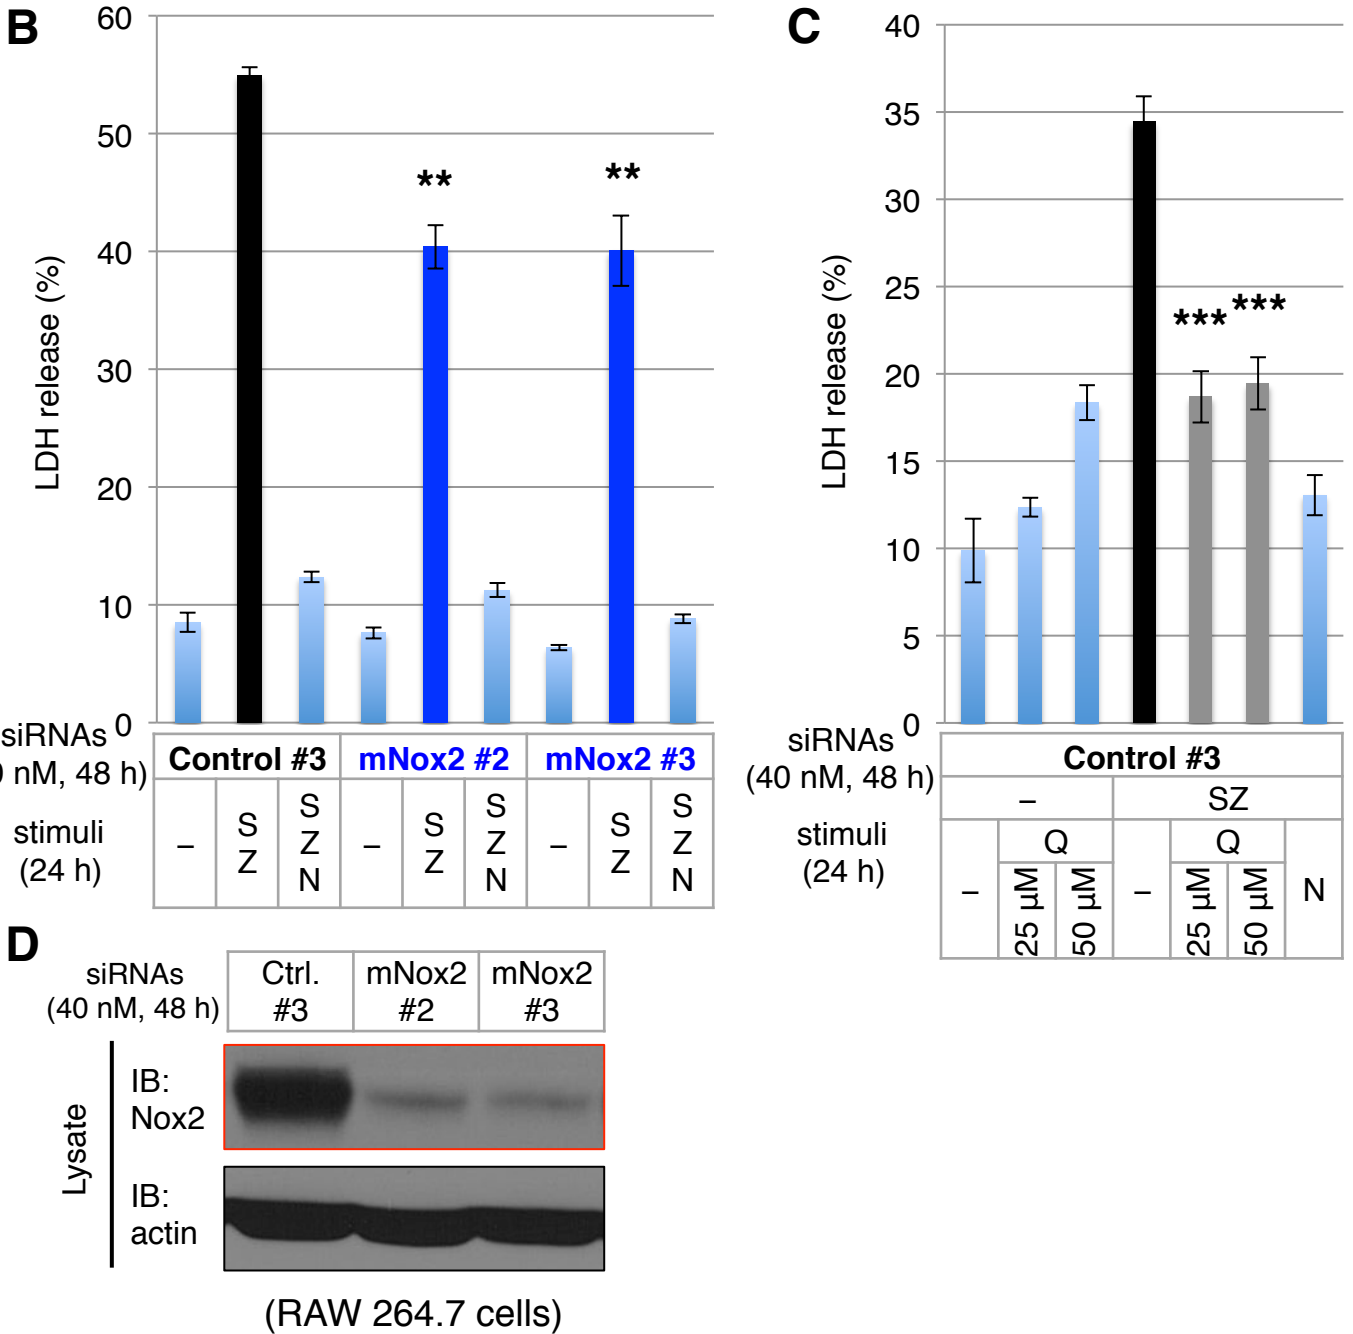 B
60
50
40
30
20
10
0
LDH release (%)
**
**
siRNAs
nM, 48 h)
Control #3
mNox2 #2
mNox2 #3
stimuli
(24 h)
–
S
Z
S
Z
N
–
S
Z
S
Z
N
–
S
Z
S
Z
N
C
40
35
30
25
20
15
10
5
0
LDH release (%)
***
***
siRNAs
(40 nM, 48 h)
Control #3
stimuli
(24 h)
–
SZ
Q
Q
–
25 µM
50 µM
–
25 µM
50 µM
N
D
siRNAs
(40 nM, 48 h)
Ctrl.
#3
mNox2
#2
mNox2
#3
Lysate
IB:
Nox2
IB:
actin
(RAW 264.7 cells)